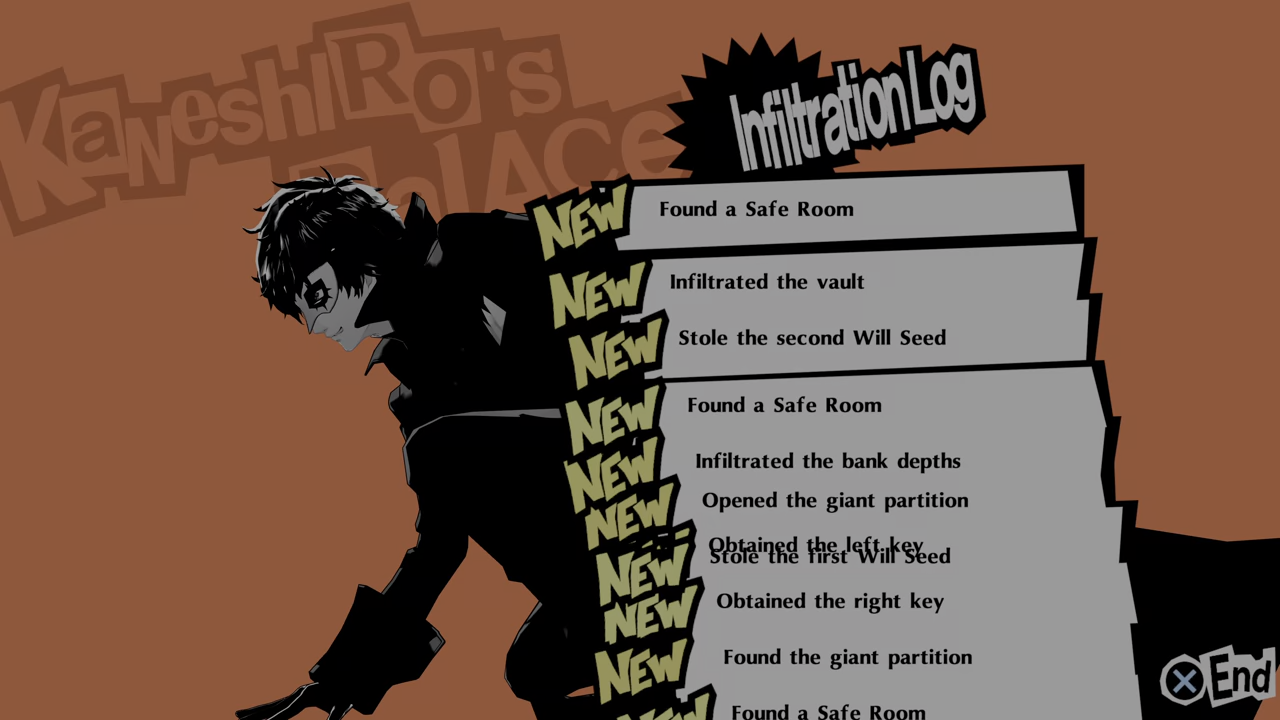 KaneshiRo's
PalACe
Infiltration Log
New Found a Safe Room
New Infiltrated the vault
New Stole the second Will Seed
New Found a Safe Room
New Infiltrated the bank depths
New Opened the giant partition
Obtained the left key
New Stole the first Will Seed
New Obtained the right key
New Found the giant partition
New Found a Safe Room
End